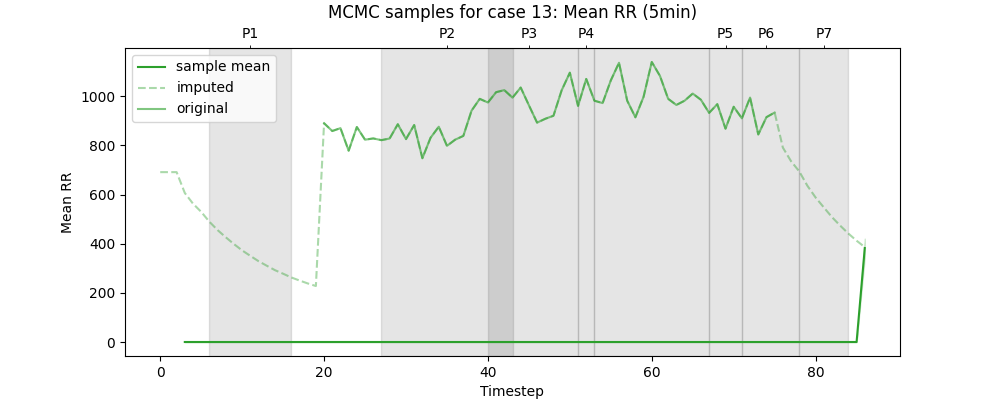 MCMC samples for case 13: Mean RR (5min)
P1 P2 P3 P4 P5 P6 P7
sample mean
imputed
original
1000
800
600
400
200
0
Mean RR
0 20 40 60 80
Timestep